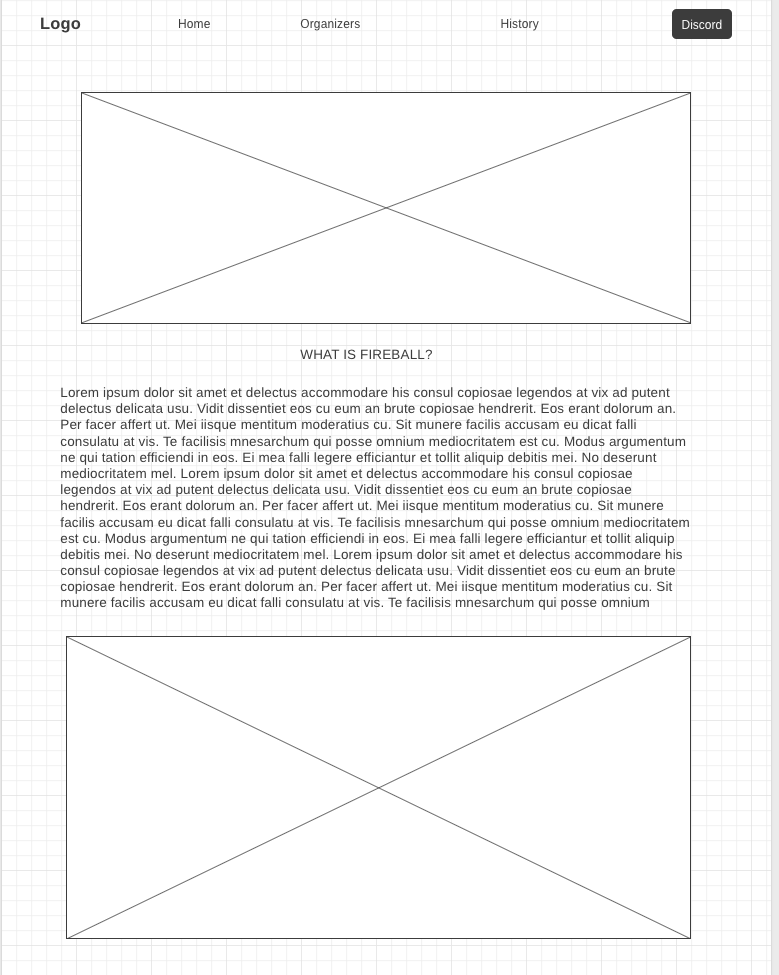 Logo
Home
Organizers
History
Discord
WHAT IS FIREBALL?
Lorem ipsum dolor sit amet et delectus accommodare his consul copiosae legendos at vix ad putent
delectus delicata usu. Vidit dissentiet eos cu eum an brute copiosae hendrerit. Eos erant dolorum an.
Per facer affert ut. Mei iisque mentitum moderatius cu. Sit munere facilis accusam eu dicat falli
consulatu at vis. Te facilisis mnesarchum qui posse omnium mediocritatem est cu. Modus argumentum
ne qui tation efficiendi in eos. Ei mea falli legere efficiantur et tollit aliquip debitis mei. No deserunt
mediocritatem mel. Lorem ipsum dolor sit amet et delectus accommodare his consul copiosae
legendos at vix ad putent delectus delicata usu. Vidit dissentiet eos cu eum an brute copiosae
hendrerit. Eos erant dolorum an. Per facer affert ut. Mei iisque mentitum moderatius cu. Sit munere
facilis accusam eu dicat falli consulatu at vis. Te facilisis mnesarchum qui posse omnium mediocritatem
est cu. Modus argumentum ne qui tation efficiendi in eos. Ei mea falli legere efficiantur et tollit aliquip
debitis mei. No deserunt mediocritatem mel. Lorem ipsum dolor sit amet et delectus accommodare his
consul copiosae legendos at vix ad putent delectus delicata usu. Vidit dissentiet eos cu eum an brute
copiosae hendrerit. Eos erant dolorum an. Per facer affert ut. Mei iisque mentitum moderatius cu. Sit
munere facilis accusam eu dicat falli consulatu at vis. Te facilisis mnesarchum qui posse omnium